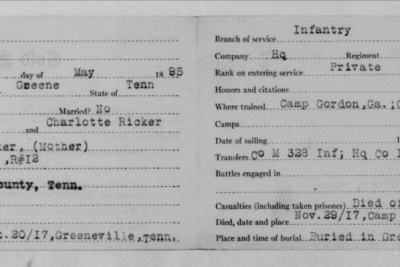 day of May 1895
Greene State of Tenn
Married? No
and Charlotte Ricker
ker, (Mother)
,R#12
ounty, Tenn.
t.20/17,Greeneville,Tenn.
Branch of service Infantry
Company Hq Regiment
Rank on entering service Private
Honors and citations
Where trained Camp Gordon,Ga.;
Camps
Date of sailing
Transfers Co M 328 Inf; Hq Co
Battles engaged in
Casualties (including taken prisoner) Died of
Died, date and place Nov.29/17,Camp
Place and time of burial Buried in Gre